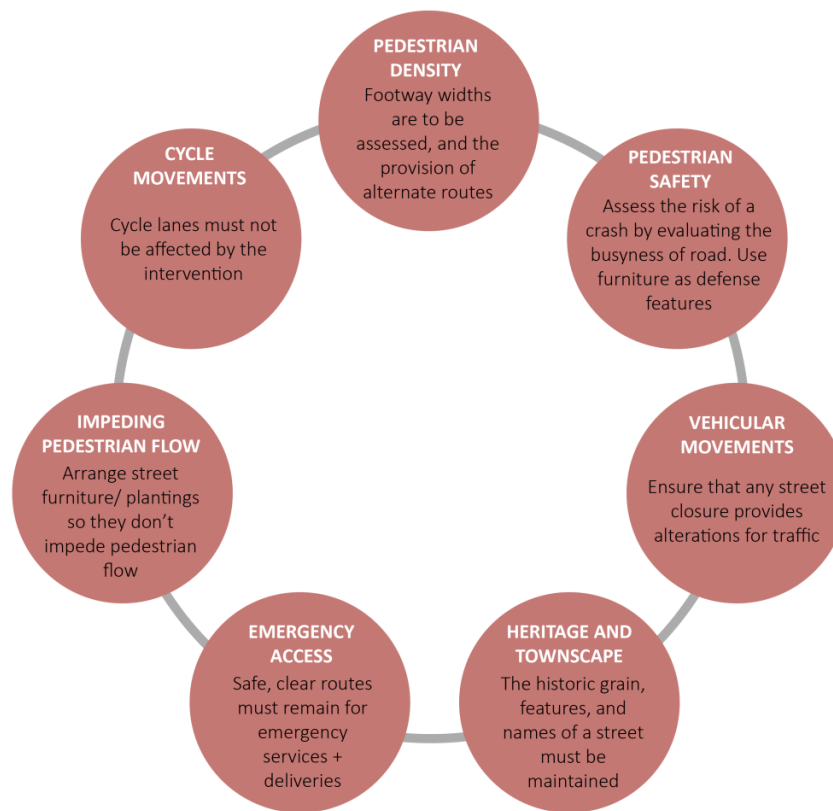 PEDESTRIAN
DENSITY
Footway widths
are to be
assessed, and the
provision of
alternate routes
PEDESTRIAN
SAFETY
Assess the risk of a
crash by evaluating the
busyness of road. Use
furniture as defense
features
VEHICULAR
MOVEMENTS
Ensure that any street
closure provides
alterations for traffic
HERITAGE AND
TOWNSCAPE
The historic grain,
features, and
names of a street
must be
maintained
EMERGENCY
ACCESS
Safe, clear routes
must remain for
emergency
services +
deliveries
IMPEDING
PEDESTRIAN FLOW
Arrange street
furniture/ plantings
so they don't
impede pedestrian
flow
CYCLE
MOVEMENTS
Cycle lanes must not
be affected by the
intervention